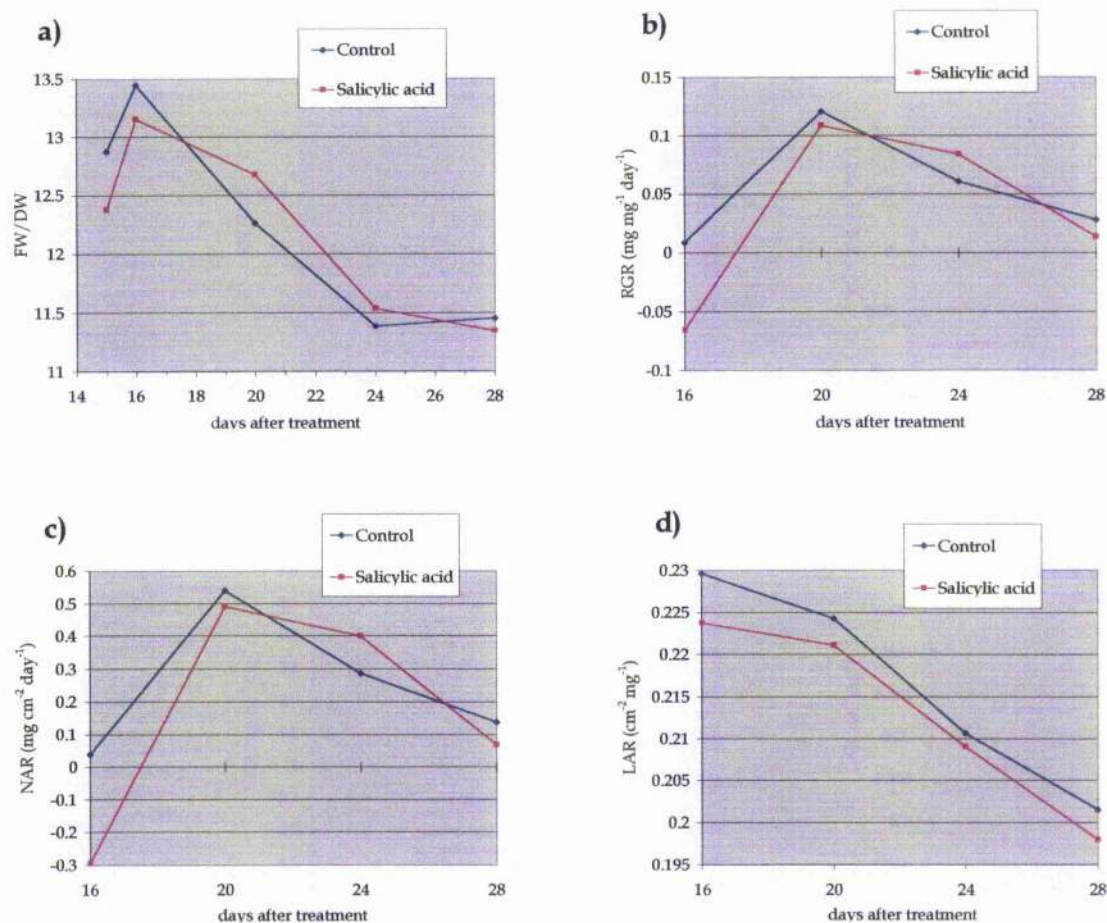 a)
Control
Salicylic acid
13.5
13
12.5
12
11.5
11
FW/DW
14 16 18 20 22 24 26 28
days after treatment
b)
Control
Salicylic acid
0.15
0.1
0.05
0
-0.05
-0.1
RGR (mg mg⁻¹ day⁻¹)
16 20 24 28
days after treatment
c)
Control
Salicylic acid
0.6
0.5
0.4
0.3
0.2
0.1
0
-0.1
-0.2
-0.3
NAR (mg cm⁻² day⁻¹)
16 20 24 28
days after treatment
d)
Control
Salicylic acid
0.23
0.225
0.22
0.215
0.21
0.205
0.2
0.195
LAR (cm⁻² mg⁻¹)
16 20 24 28
days after treatment